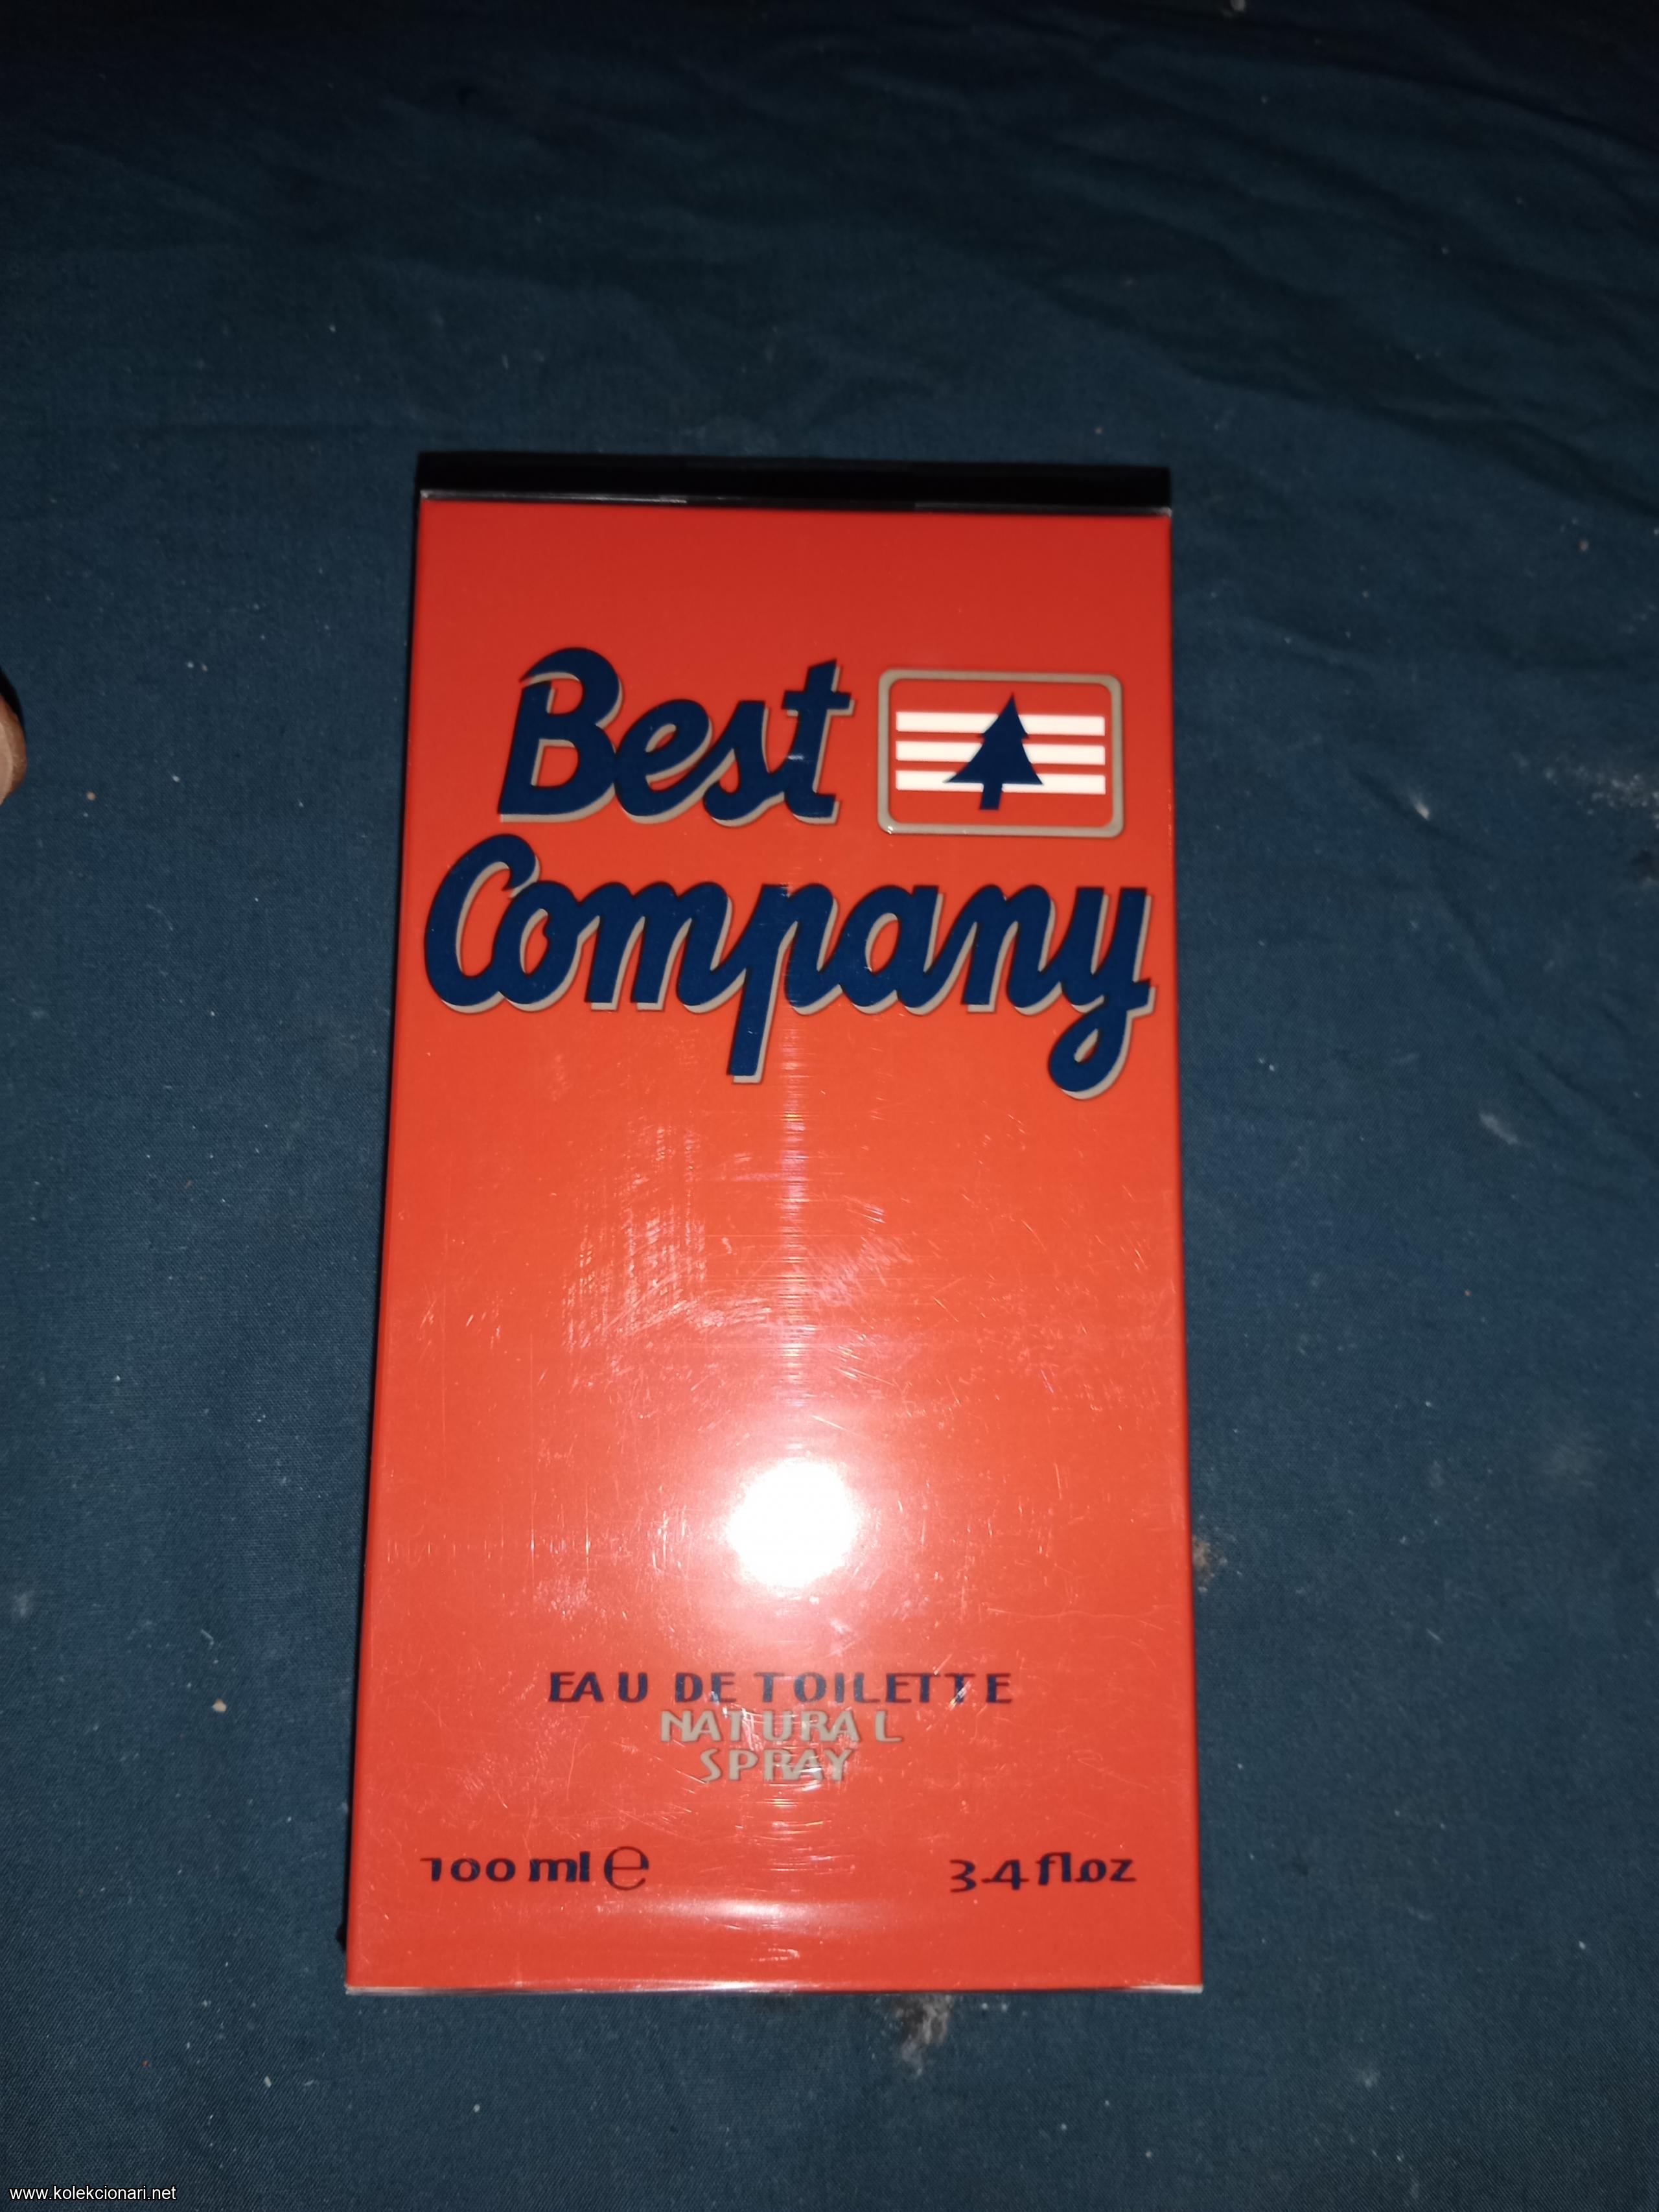 Best
Company
EAU DE TOILETTE
NATURAL
SPRAY
100 ml ℮
3.4 fl.oz
www.kolekcionari.net